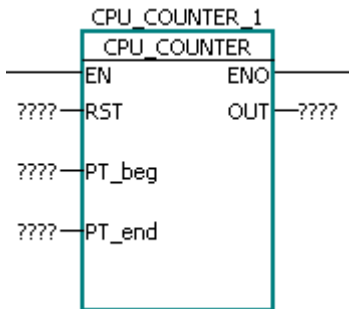 CPU_COUNTER_1
CPU_COUNTER
EN ENO
???? RST OUT ????
???? PT_beg
???? PT_end